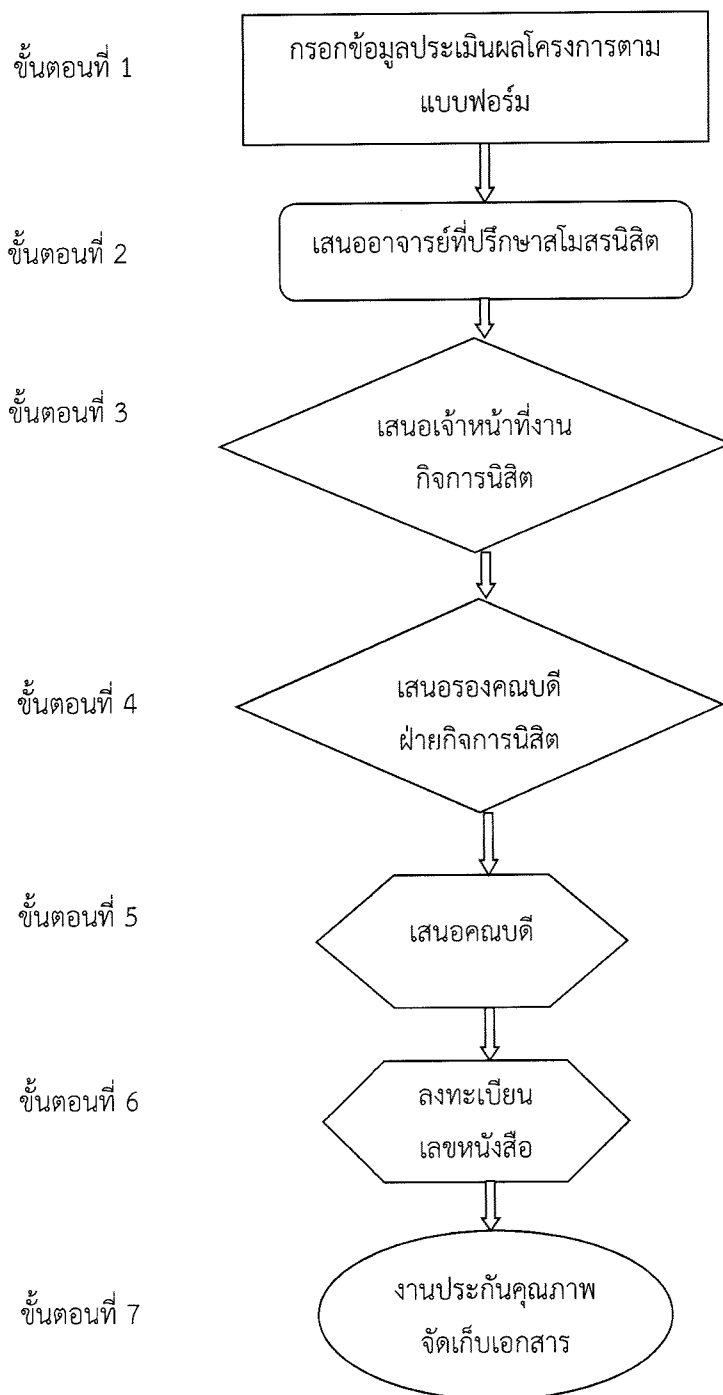 ขั้นตอนที่ 1
กรอกข้อมูลประเมินผลโครงการตาม
แบบฟอร์ม
ขั้นตอนที่ 2
เสนออาจารย์ที่ปรึกษาสโมสรนิสิต
ขั้นตอนที่ 3
เสนอเจ้าหน้าที่งาน
กิจการนิสิต
ขั้นตอนที่ 4
เสนอรองคณบดี
ฝ่ายกิจการนิสิต
ขั้นตอนที่ 5
เสนอคณบดี
ขั้นตอนที่ 6
ลงทะเบียน
เลขหนังสือ
ขั้นตอนที่ 7
งานประกันคุณภาพ
จัดเก็บเอกสาร